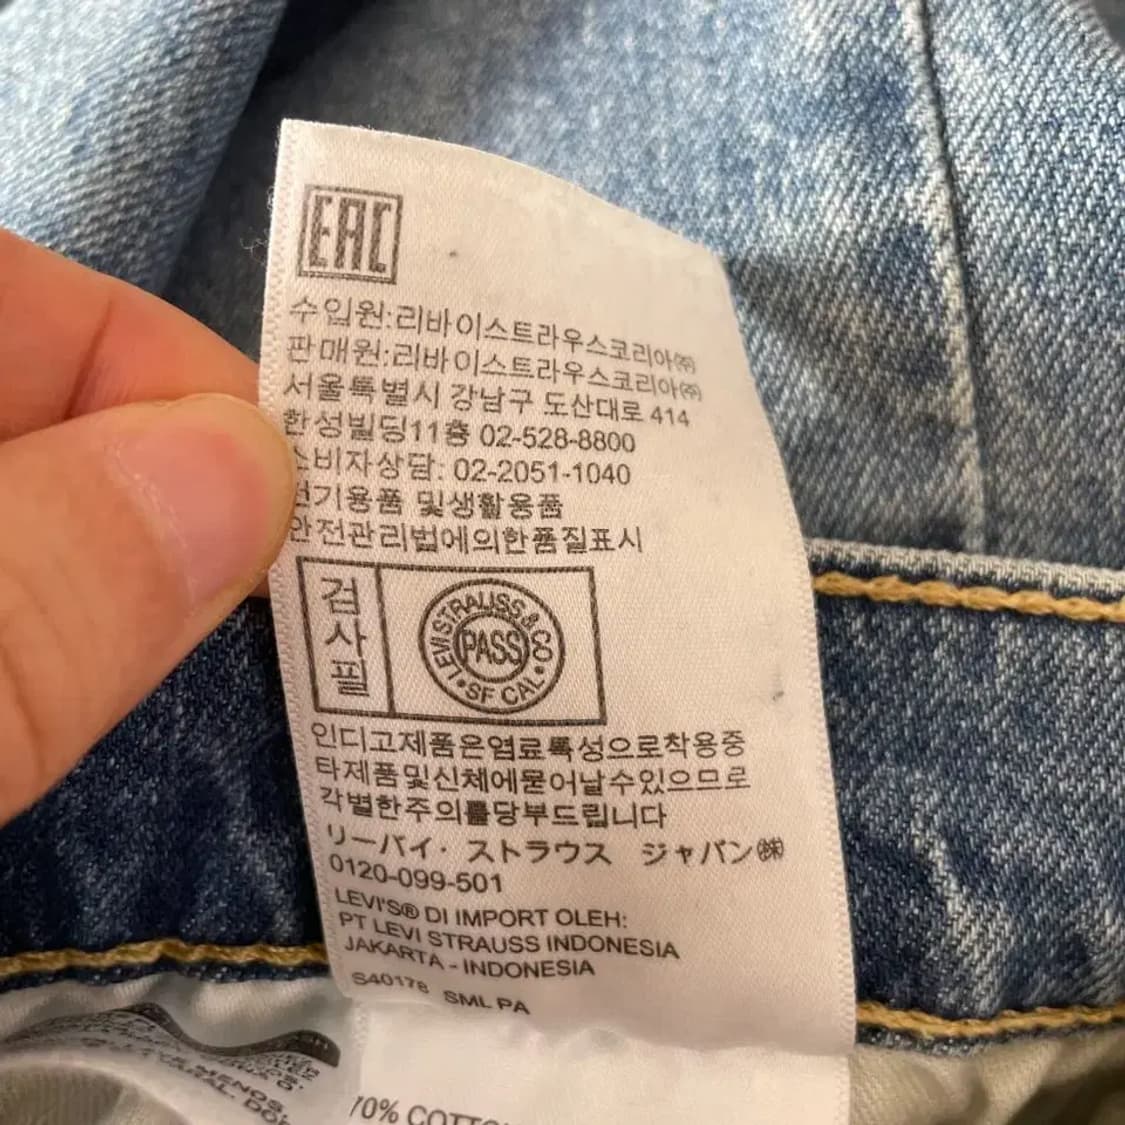 EAC
수입원:리바이스트라우스코리아㈜
판매원:리바이스트라우스코리아㈜
서울특별시 강남구 도산대로 414
한성빌딩11층 02-528-8800
소비자상담: 02-2051-1040
전기용품 및생활용품
안전관리법에의한품질표시
검사필
LEVI STRAUSS & CO
PASS
SF CAL
인디고제품은염료특성으로착용중
타제품및신체에묻어날수있으므로
각별한주의를당부드립니다
リーバイ・ストラウス ジャパン㈱
0120-099-501
LEVI'S® DI IMPORT OLEH:
PT LEVI STRAUSS INDONESIA
JAKARTA - INDONESIA
S40178 SML PA
70% COTTO
MENOS,